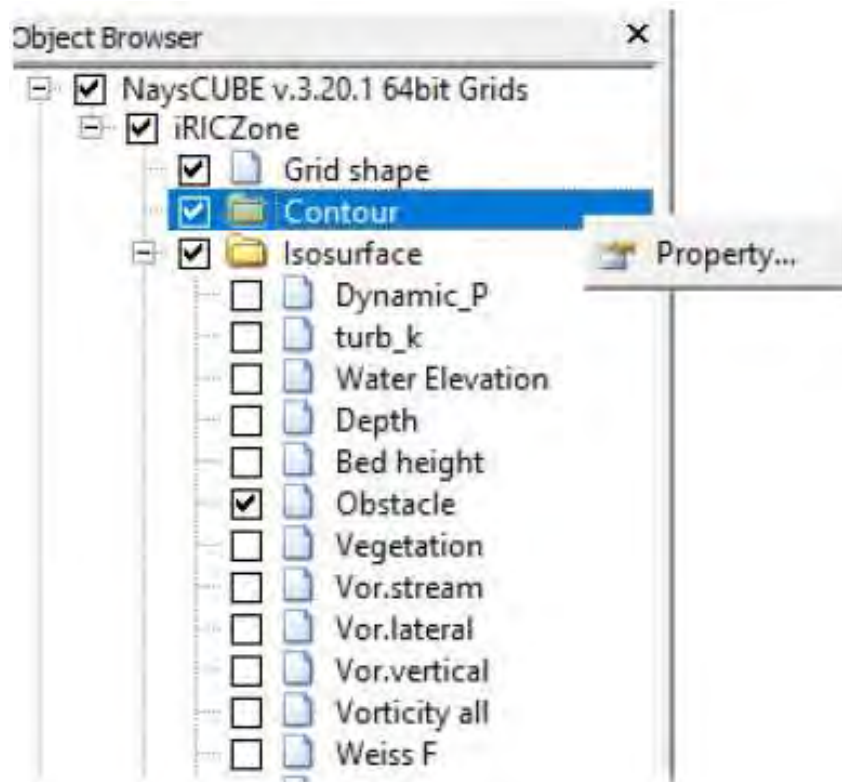 Object Browser
NaysCUBE v.3.20.1 64bit Grids
iRICZone
Grid shape
Contour
Property...
Isosurface
Dynamic_P
turb_k
Water Elevation
Depth
Bed height
Obstacle
Vegetation
Vor.stream
Vor.lateral
Vor.vertical
Vorticity all
Weiss F